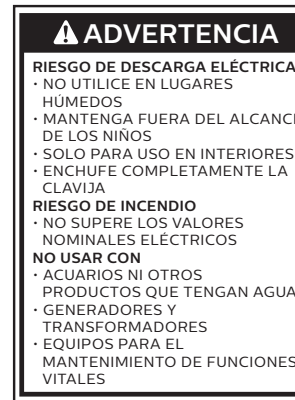 ADVERTENCIA
RIESGO DE DESCARGA ELÉCTRICA
· NO UTILICE EN LUGARES
HÚMEDOS
· MANTENGA FUERA DEL ALCANCE
DE LOS NIÑOS
· SOLO PARA USO EN INTERIORES
· ENCHUFE COMPLETAMENTE LA
CLAVIJA
RIESGO DE INCENDIO
· NO SUPERE LOS VALORES
NOMINALES ELÉCTRICOS
NO USAR CON
· ACUARIOS NI OTROS
PRODUCTOS QUE TENGAN AGUA
· GENERADORES Y
TRANSFORMADORES
· EQUIPOS PARA EL
MANTENIMIENTO DE FUNCIONES
VITALES